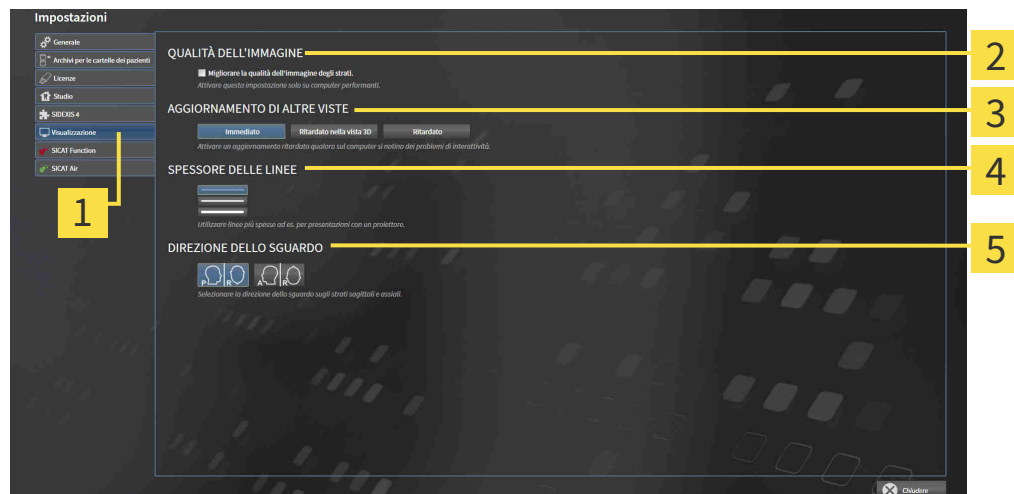 Impostazioni
Generale
Archivi per le cartelle dei pazienti
Licenze
Studio
SIDEXIS 4
Visualizzazione
SICAT Function
SICAT Air
1
QUALITÀ DELL'IMMAGINE
2
Migliorare la qualità dell'immagine degli strati.
Attivare questa impostazione solo su computer performanti.
AGGIORNAMENTO DI ALTRE VISTE
3
Immediato Ritardato nella vista 3D Ritardato
Attivare un aggiornamento ritardato qualora sul computer si notino dei problemi di interattività.
SPESSORE DELLE LINEE
4
Utilizzare linee più spesse ad es. per presentazioni con un proiettore.
DIREZIONE DELLO SGUARDO
5
P R A R
Selezionare la direzione dello sguardo sugli strati sagittali e assiali.
Chiudere